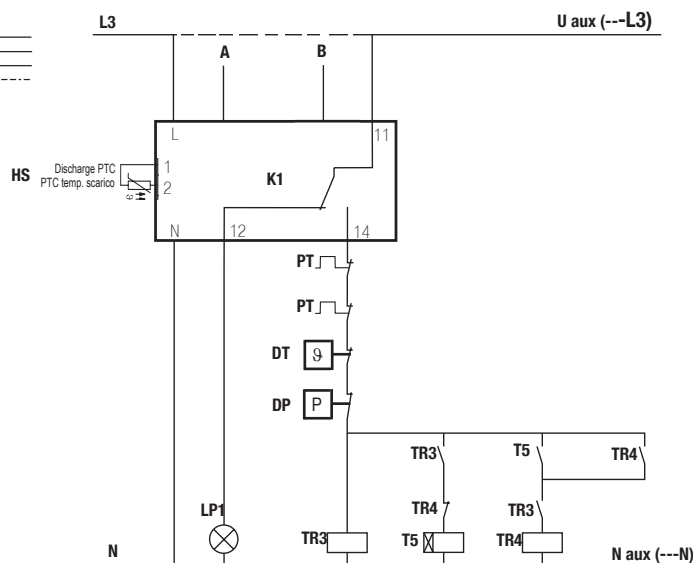 L3
U aux (---L3)
A
B
L
11
HS
Discharge PTC
PTC temp. scarico
1
2
ϑ
K1
N
12
14
PT
PT
DT
ϑ
DP
P
TR3
T5
TR4
TR4
TR3
LP1
TR3
T5
TR4
N
N aux (---N)